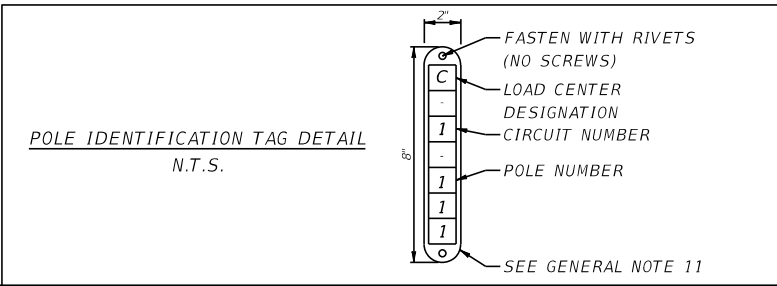 POLE IDENTIFICATION TAG DETAIL
N.T.S.
2"
8"
C
-
1
-
1
1
1
FASTEN WITH RIVETS
(NO SCREWS)
LOAD CENTER
DESIGNATION
CIRCUIT NUMBER
POLE NUMBER
SEE GENERAL NOTE 11